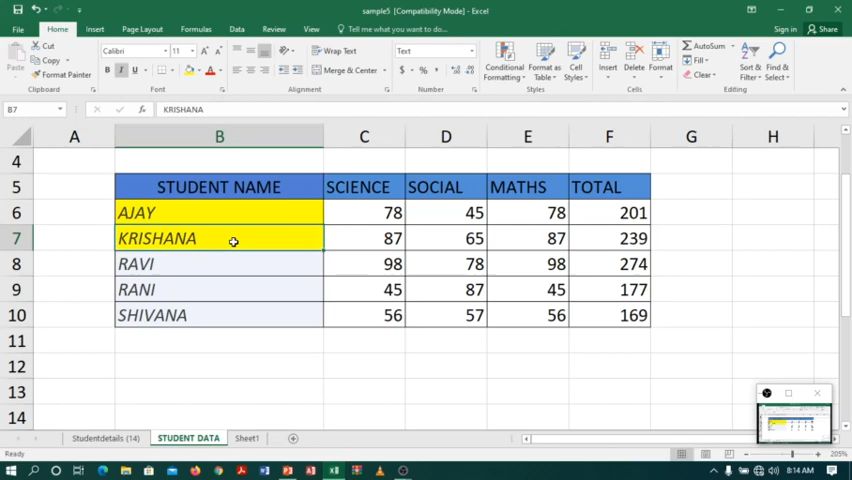 sample5 [Compatibility Mode] - Excel
File Home Insert Page Layout Formulas Data Review View Tell me what you want to do... Sign in Share
Paste
Cut
Copy
Format Painter
Clipboard
Calibri 11
B I U
Font
Wrap Text
Merge & Center
Alignment
Text
$ % ,
Number
Conditional Formatting
Format as Table
Cell Styles
Styles
Insert Delete Format
Cells
AutoSum
Fill
Clear
Sort & Filter
Find & Select
Editing
B7 fx KRISHANA
A B C D E F G H
4
5 STUDENT NAME SCIENCE SOCIAL MATHS TOTAL
6 AJAY 78 45 78 201
7 KRISHANA 87 65 87 239
8 RAVI 98 78 98 274
9 RANI 45 87 45 177
10 SHIVANA 56 57 56 169
11
12
13
14
Studentdetails (14) STUDENT DATA Sheet1
Ready 205%
8:14 AM